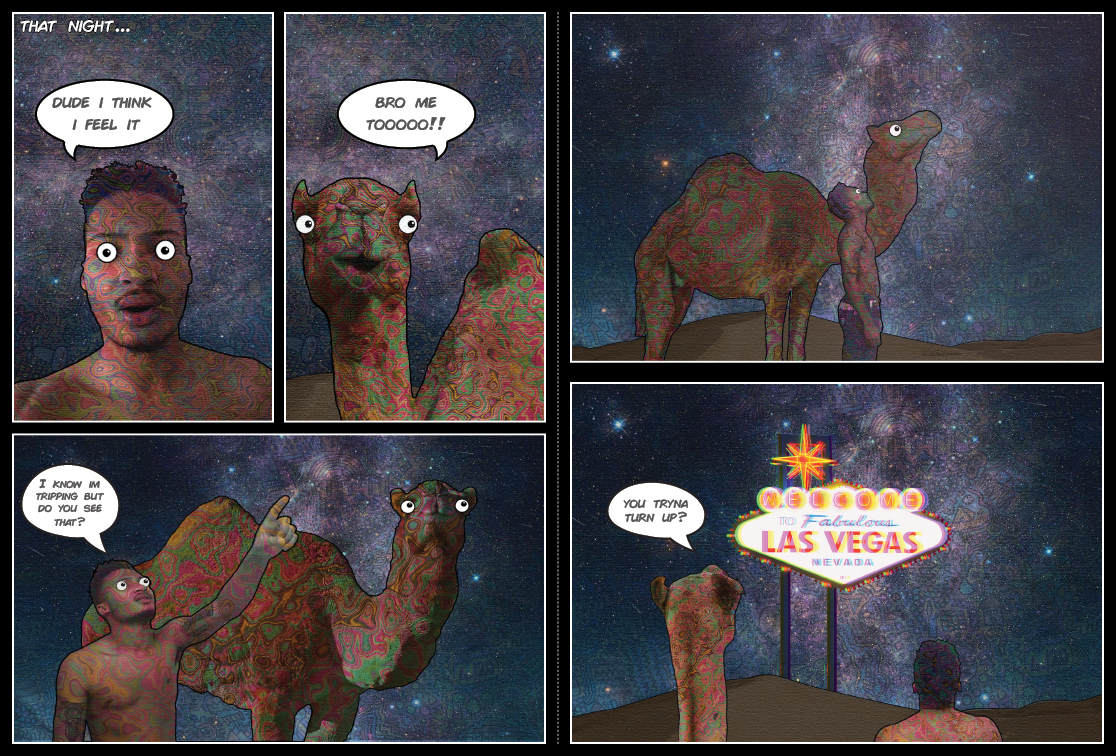 THAT NIGHT...
DUDE I THINK
I FEEL IT
BRO ME
TOOOOO!!
I KNOW IM
TRIPPING BUT
DO YOU SEE
THAT?
YOU TRYNA
TURN UP?
WELCOME
TO Fabulous
LAS VEGAS
NEVADA